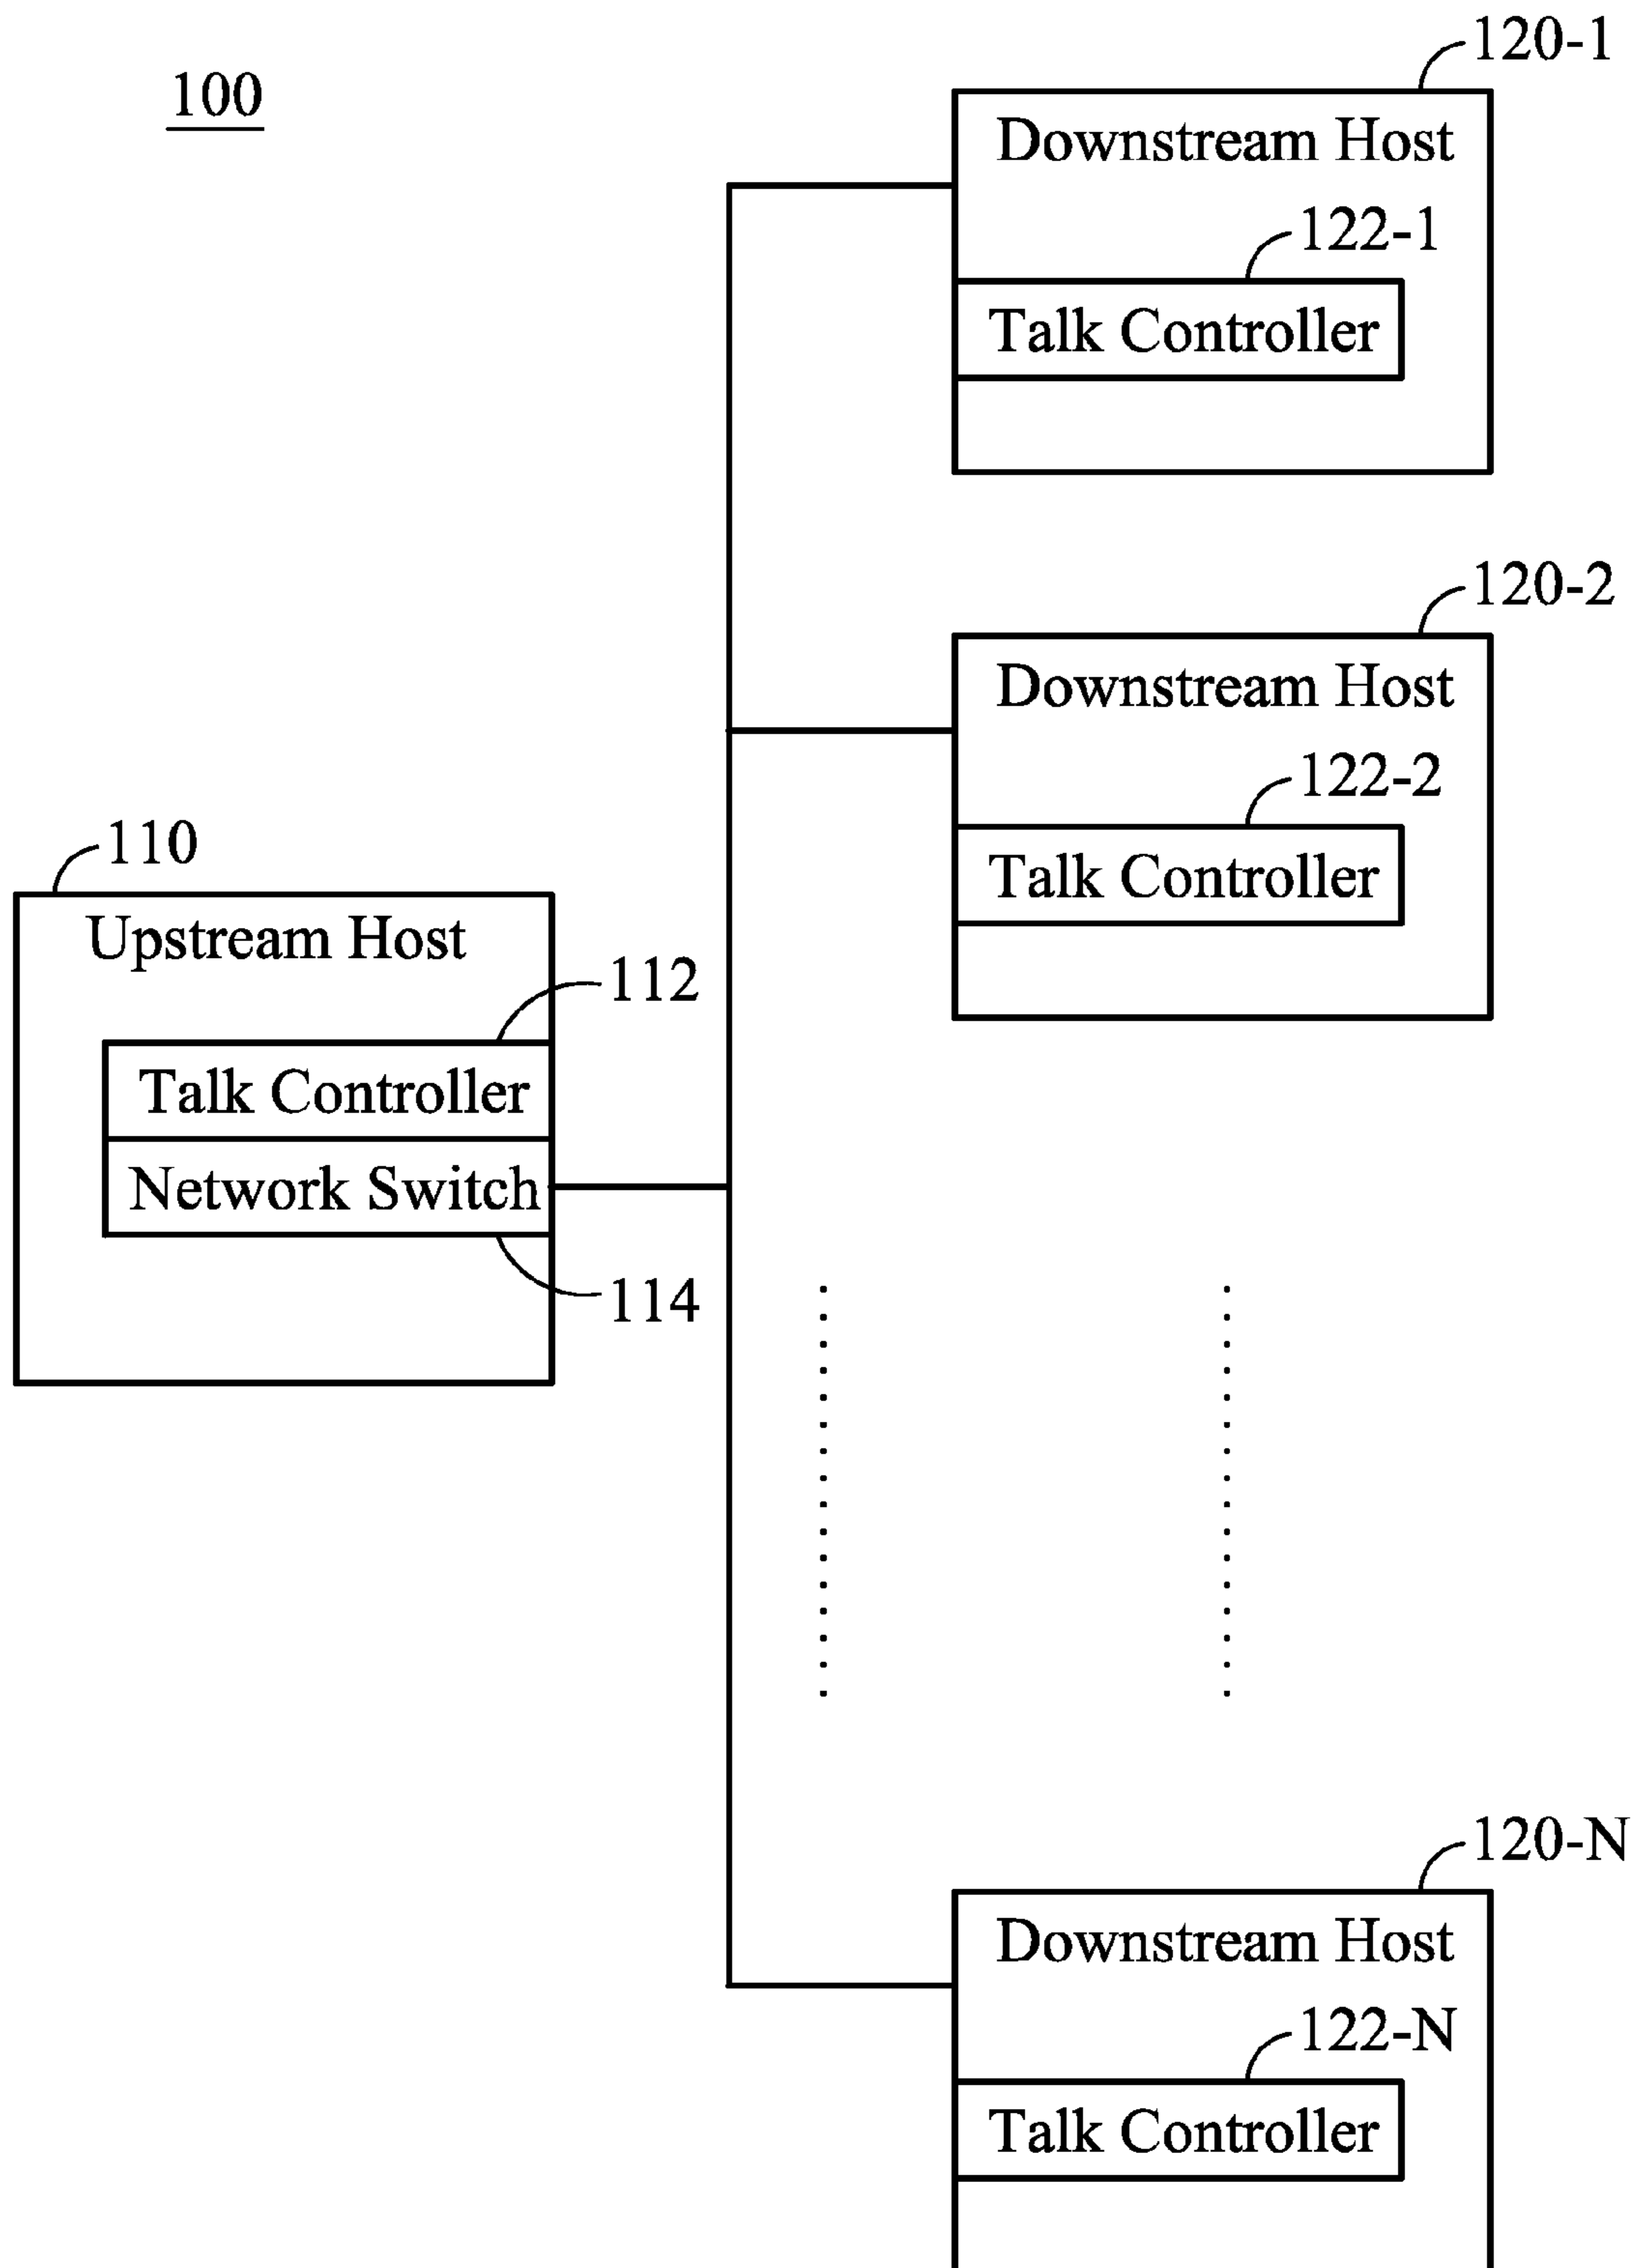 100
120-1
Downstream Host
122-1
Talk Controller
120-2
Downstream Host
122-2
Talk Controller
110
Upstream Host
112
Talk Controller
Network Switch
114
120-N
Downstream Host
122-N
Talk Controller